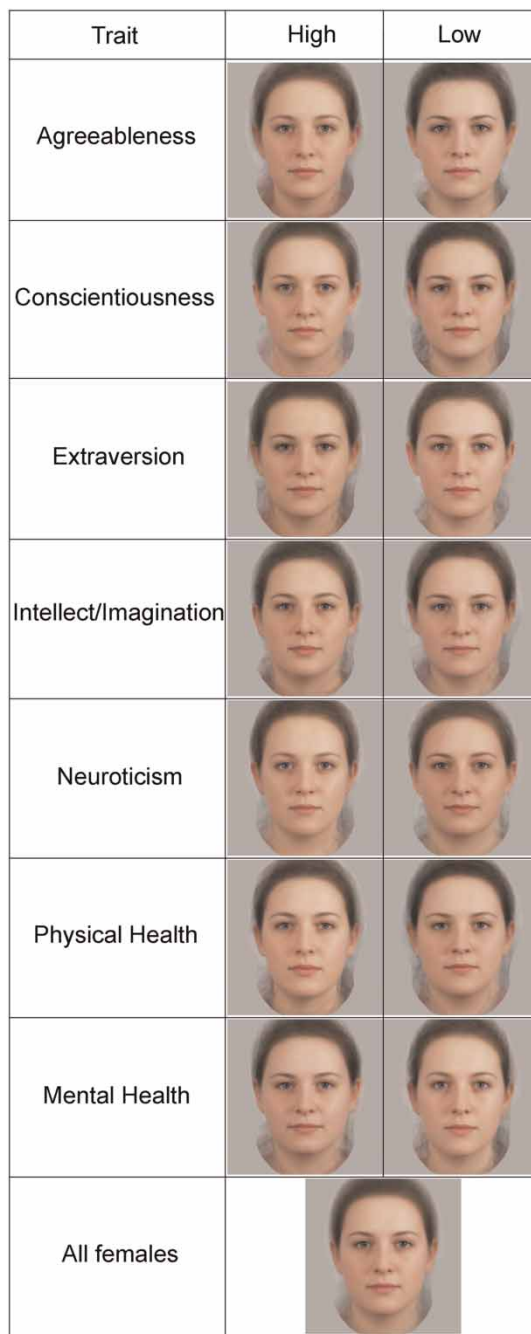 Trait High Low
Agreeableness
Conscientiousness
Extraversion
Intellect/Imagination
Neuroticism
Physical Health
Mental Health
All females